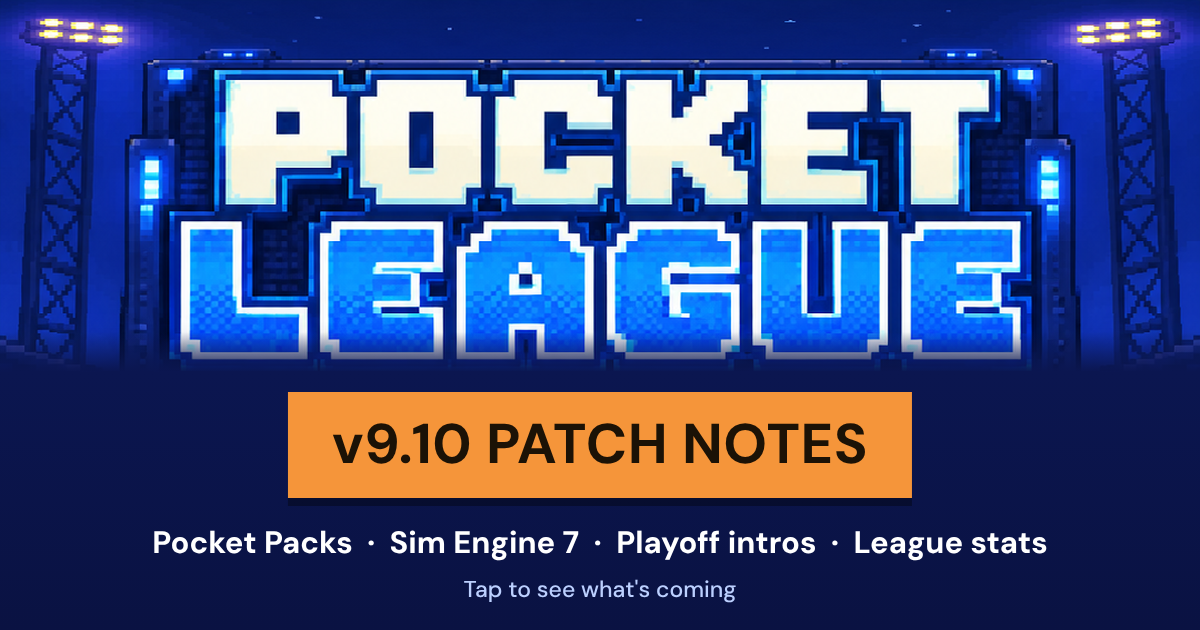 POCKET
LEAGUE
v9.10 PATCH NOTES
Pocket Packs · Sim Engine 7 · Playoff intros · League stats
Tap to see what's coming